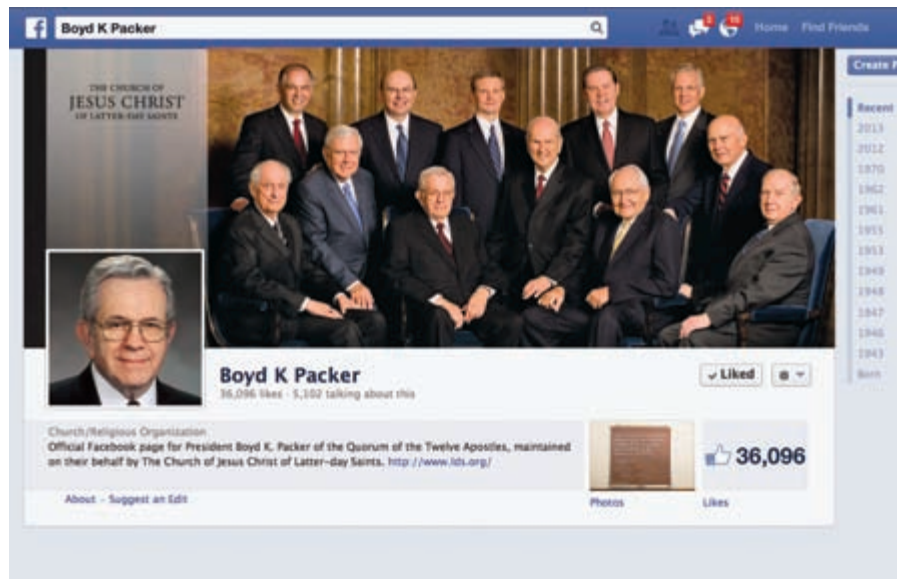 Boyd K Packer
5 10 Home Find Friends
THE CHURCH OF
JESUS CHRIST
OF LATTER-DAY SAINTS
Create
Recent
2013
2012
1970
1962
1961
1955
1953
1949
1948
1947
1946
1943
Born
Boyd K Packer
36,096 likes · 5,102 talking about this
✓ Liked
Church/Religious Organization
Official Facebook page for President Boyd K. Packer of the Quorum of the Twelve Apostles, maintained
on their behalf by The Church of Jesus Christ of Latter-day Saints. http://www.lds.org/
36,096
About - Suggest an Edit
Photos
Likes